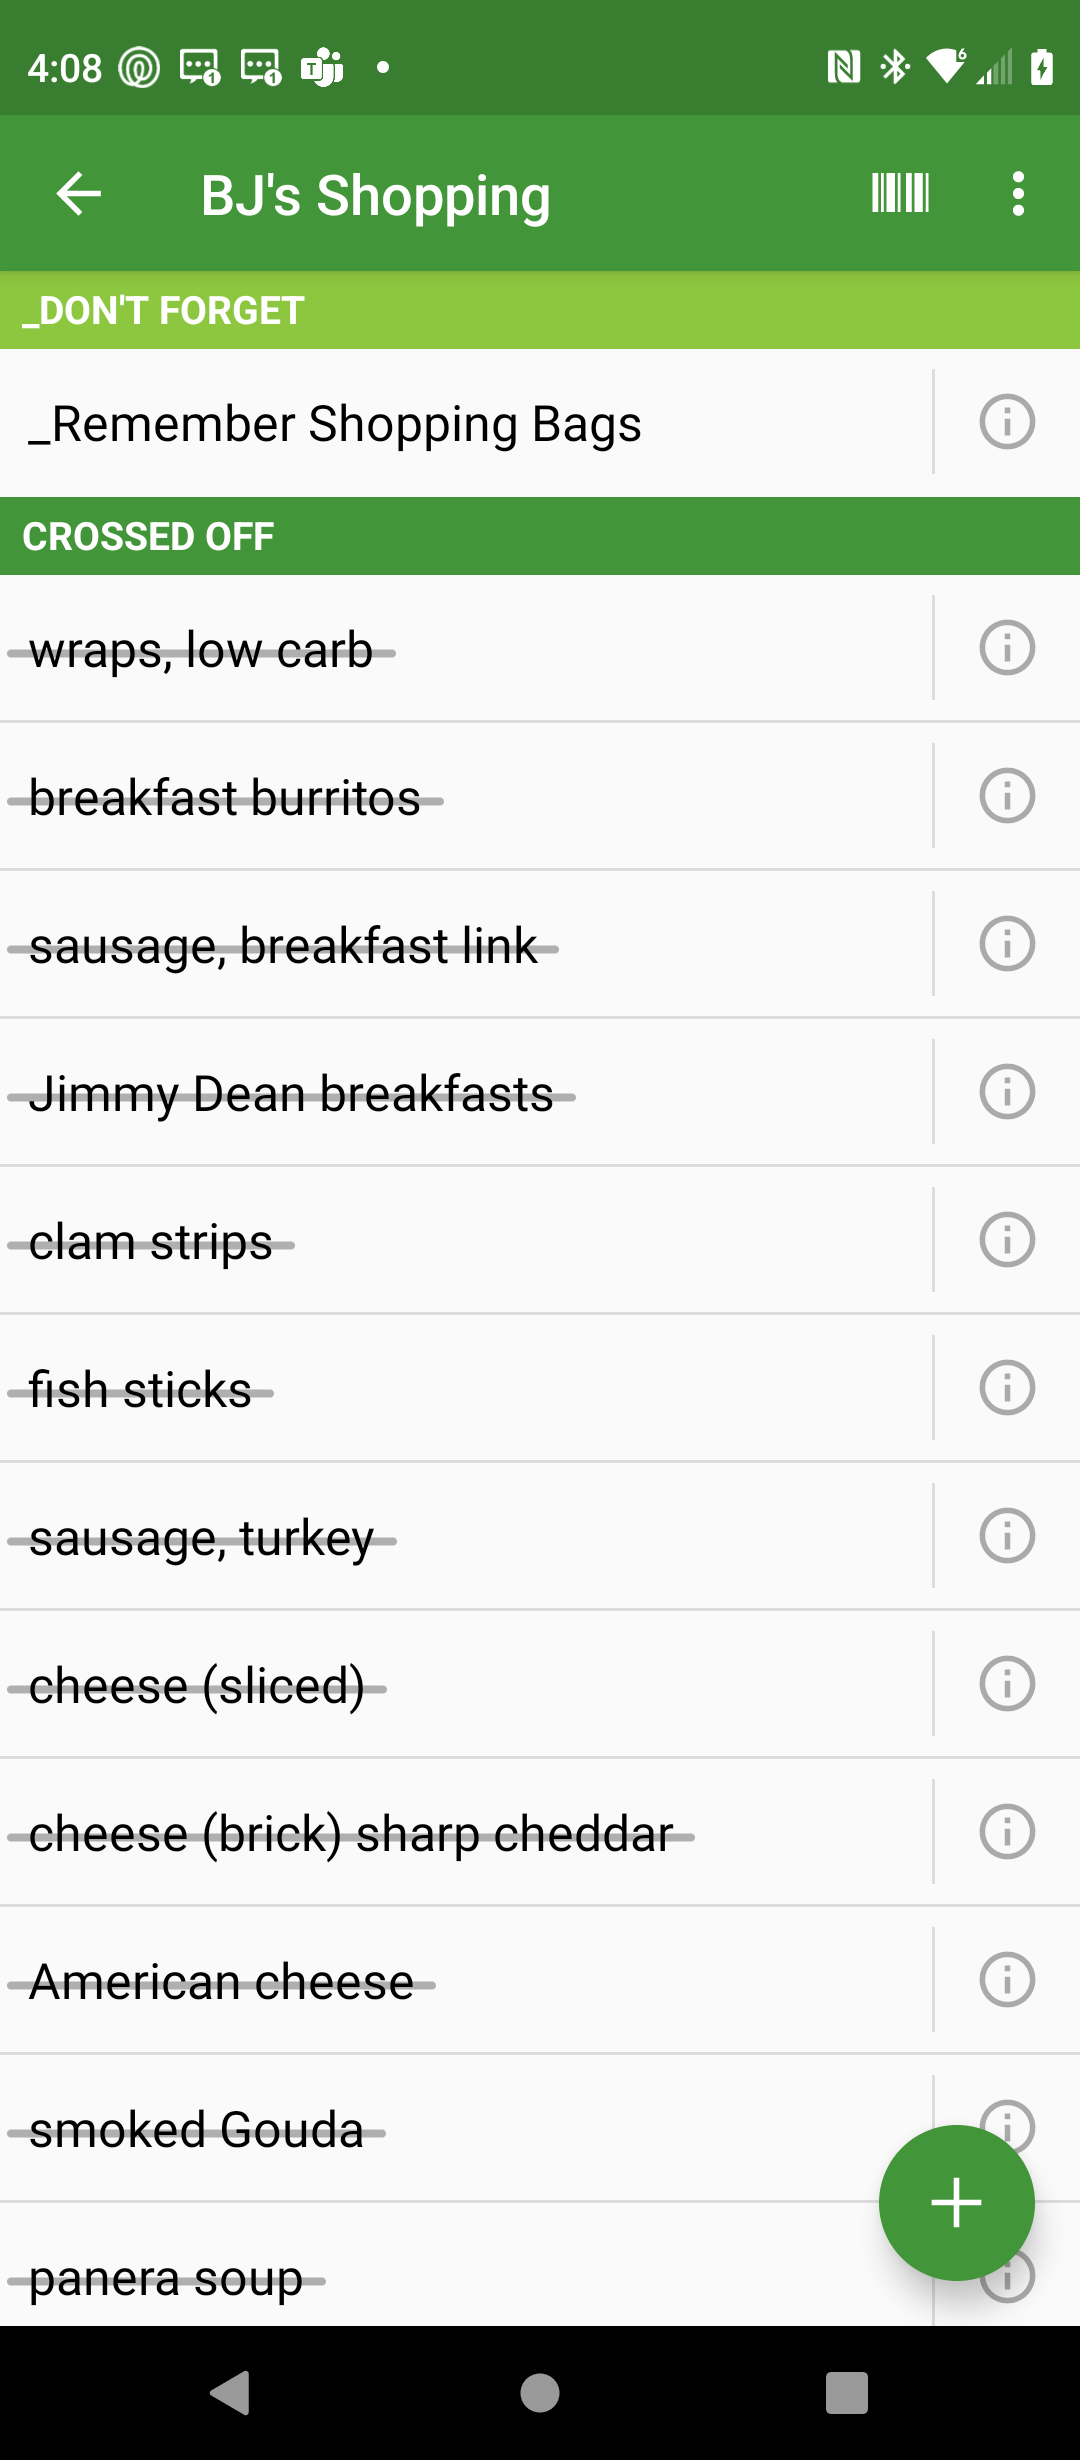 4:08
BJ's Shopping
_DON'T FORGET
_Remember Shopping Bags
CROSSED OFF
wraps, low carb
breakfast burritos
sausage, breakfast link
Jimmy Dean breakfasts
clam strips
fish sticks
sausage, turkey
cheese (sliced)
cheese (brick) sharp cheddar
American cheese
smoked Gouda
panera soup